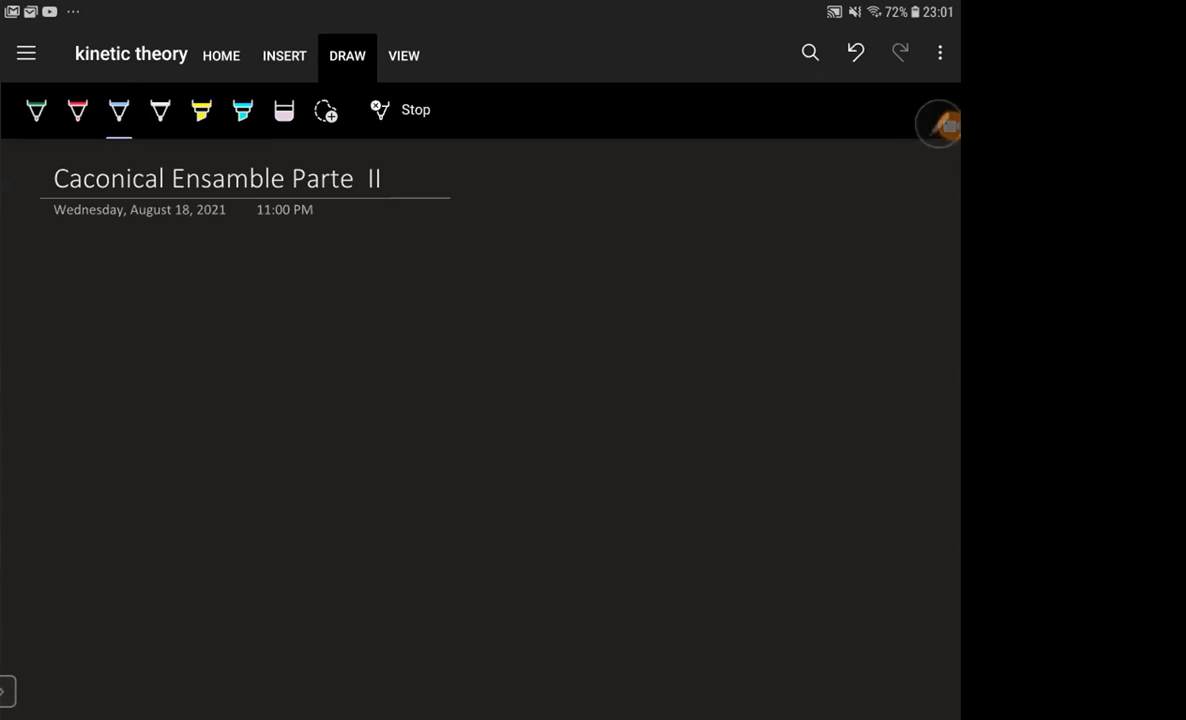 72% 23:01
kinetic theory HOME INSERT DRAW VIEW
Stop
Caconical Ensamble Parte II
Wednesday, August 18, 2021 11:00 PM